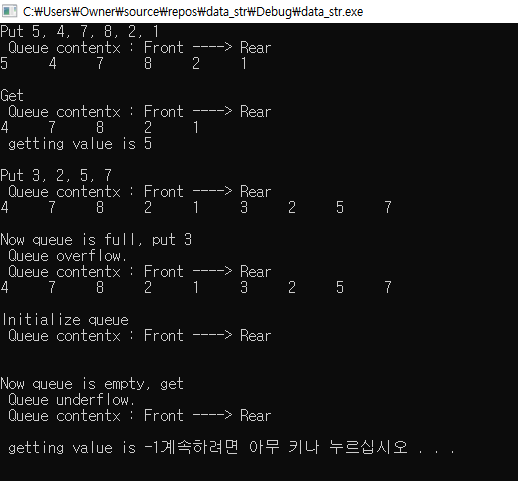 C:₩Users₩Owner₩source₩repos₩data_str₩Debug₩data_str.exe
Put 5, 4, 7, 8, 2, 1
Queue contentx : Front ----> Rear
5 4 7 8 2 1
Get
Queue contentx : Front ----> Rear
4 7 8 2 1
getting value is 5
Put 3, 2, 5, 7
Queue contentx : Front ----> Rear
4 7 8 2 1 3 2 5 7
Now queue is full, put 3
Queue overflow.
Queue contentx : Front ----> Rear
4 7 8 2 1 3 2 5 7
Initialize queue
Queue contentx : Front ----> Rear
Now queue is empty, get
Queue underflow.
Queue contentx : Front ----> Rear
getting value is -1계속하려면 아무 키나 누르십시오 . . .